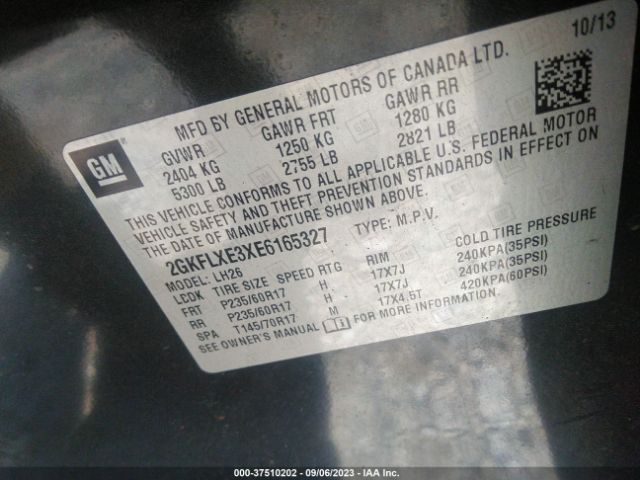 10/13
MFD BY GENERAL MOTORS OF CANADA LTD.
GVWR GAWR FRT GAWR RR
2404 KG 1250 KG 1280 KG
5300 LB 2755 LB 2821 LB
GM
THIS VEHICLE CONFORMS TO ALL APPLICABLE U.S. FEDERAL MOTOR
VEHICLE SAFETY AND THEFT PREVENTION STANDARDS IN EFFECT ON
THE DATE OF MANUFACTURE SHOWN ABOVE.
2GKFLXE3XE6165327 TYPE: M.P.V.
MODEL: LH26
LCDK TIRE SIZE SPEED RTG RIM COLD TIRE PRESSURE
FRT P235/60R17 H 17X7J 240KPA(35PSI)
RR P235/60R17 H 17X7J 240KPA(35PSI)
SPA T145/70R17 M 17X4.5T 420KPA(60PSI)
SEE OWNER'S MANUAL FOR MORE INFORMATION.
000-37510202 - 09/06/2023 - IAA Inc.